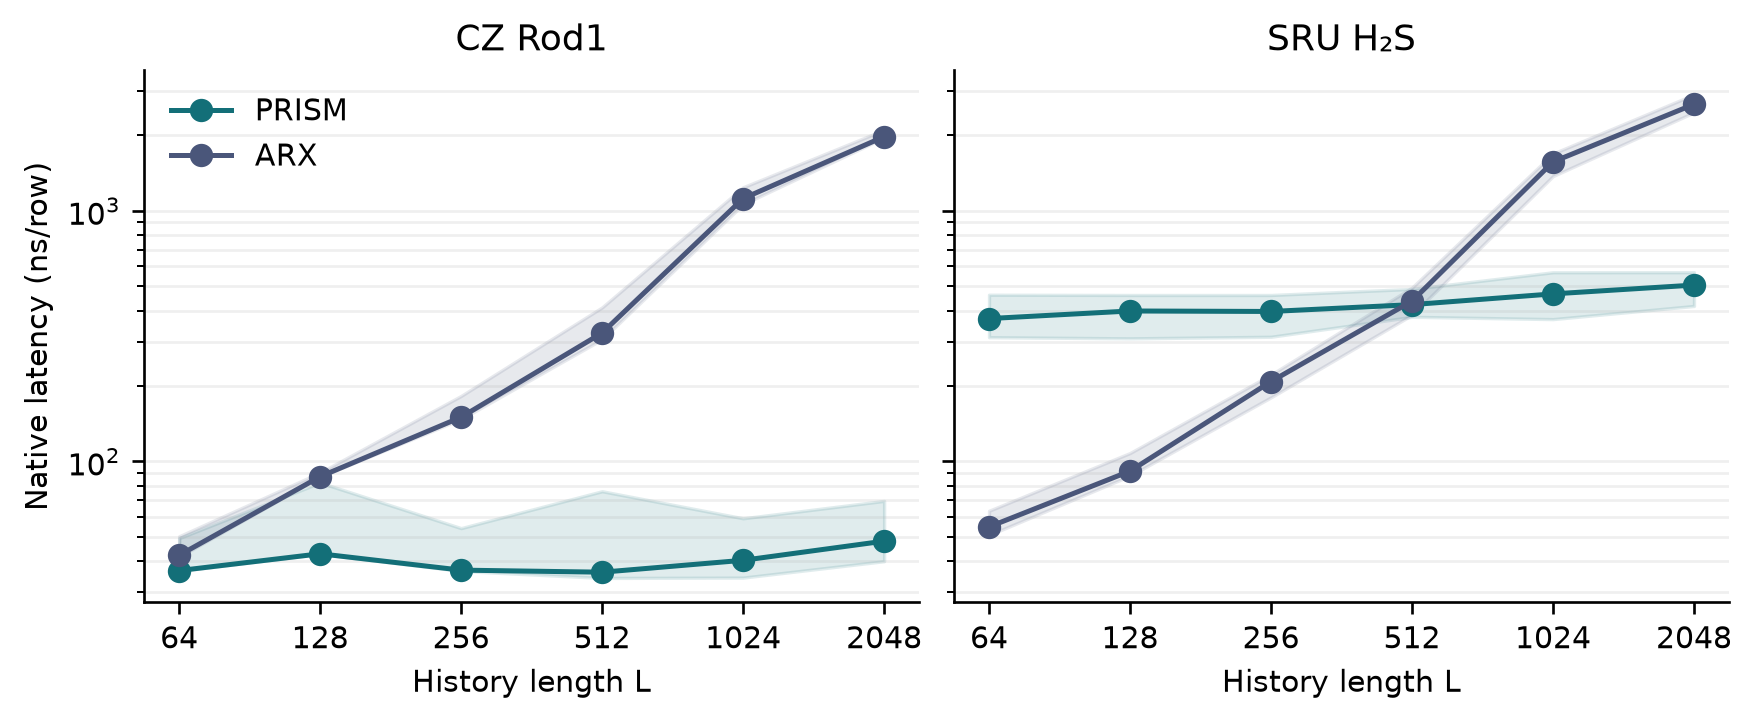 CZ Rod1
SRU H₂S
PRISM
ARX
Native latency (ns/row)
10³
10²
64 128 256 512 1024 2048
64 128 256 512 1024 2048
History length L
History length L